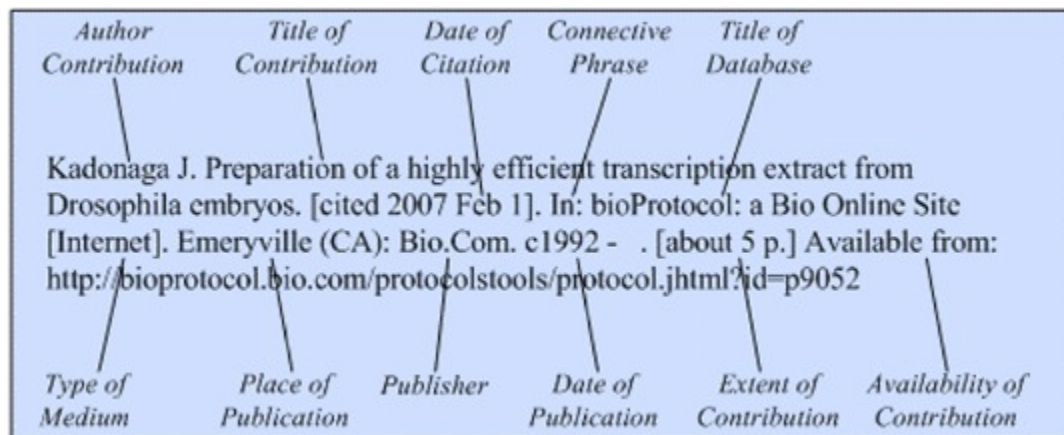 Author Title of Date of Connective Title of
Contribution Contribution Citation Phrase Database
Kadonaga J. Preparation of a highly efficient transcription extract from
Drosophila embryos. [cited 2007 Feb 1]. In: bioProtocol: a Bio Online Site
[Internet]. Emeryville (CA): Bio.Com. c1992 - . [about 5 p.] Available from:
http://bioprotocol.bio.com/protocolstools/protocol.jhtml?id=p9052
Type of Place of Publisher Date of Extent of Availability of
Medium Publication Publication Contribution Contribution